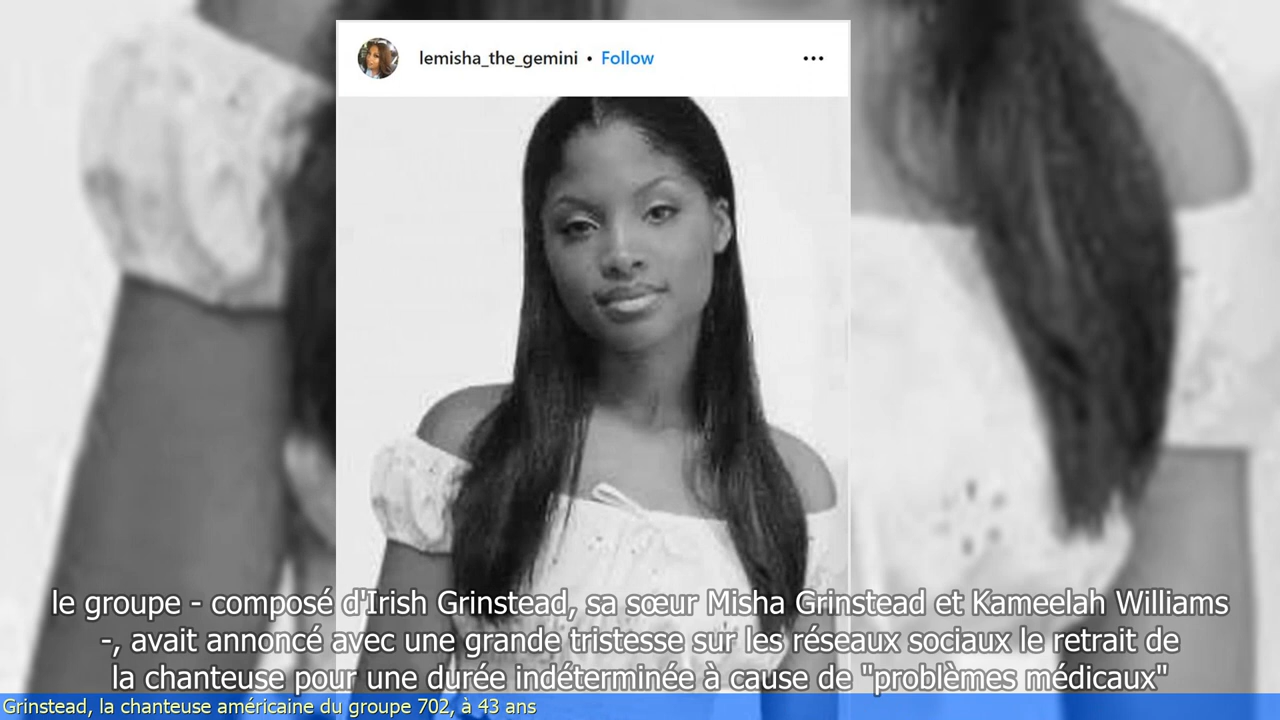 lemisha_the_gemini • Follow
le groupe - composé d'Irish Grinstead, sa sœur Misha Grinstead et Kameelah Williams
-, avait annoncé avec une grande tristesse sur les réseaux sociaux le retrait de
la chanteuse pour une durée indéterminée à cause de "problèmes médicaux"
Grinstead, la chanteuse américaine du groupe 702, à 43 ans